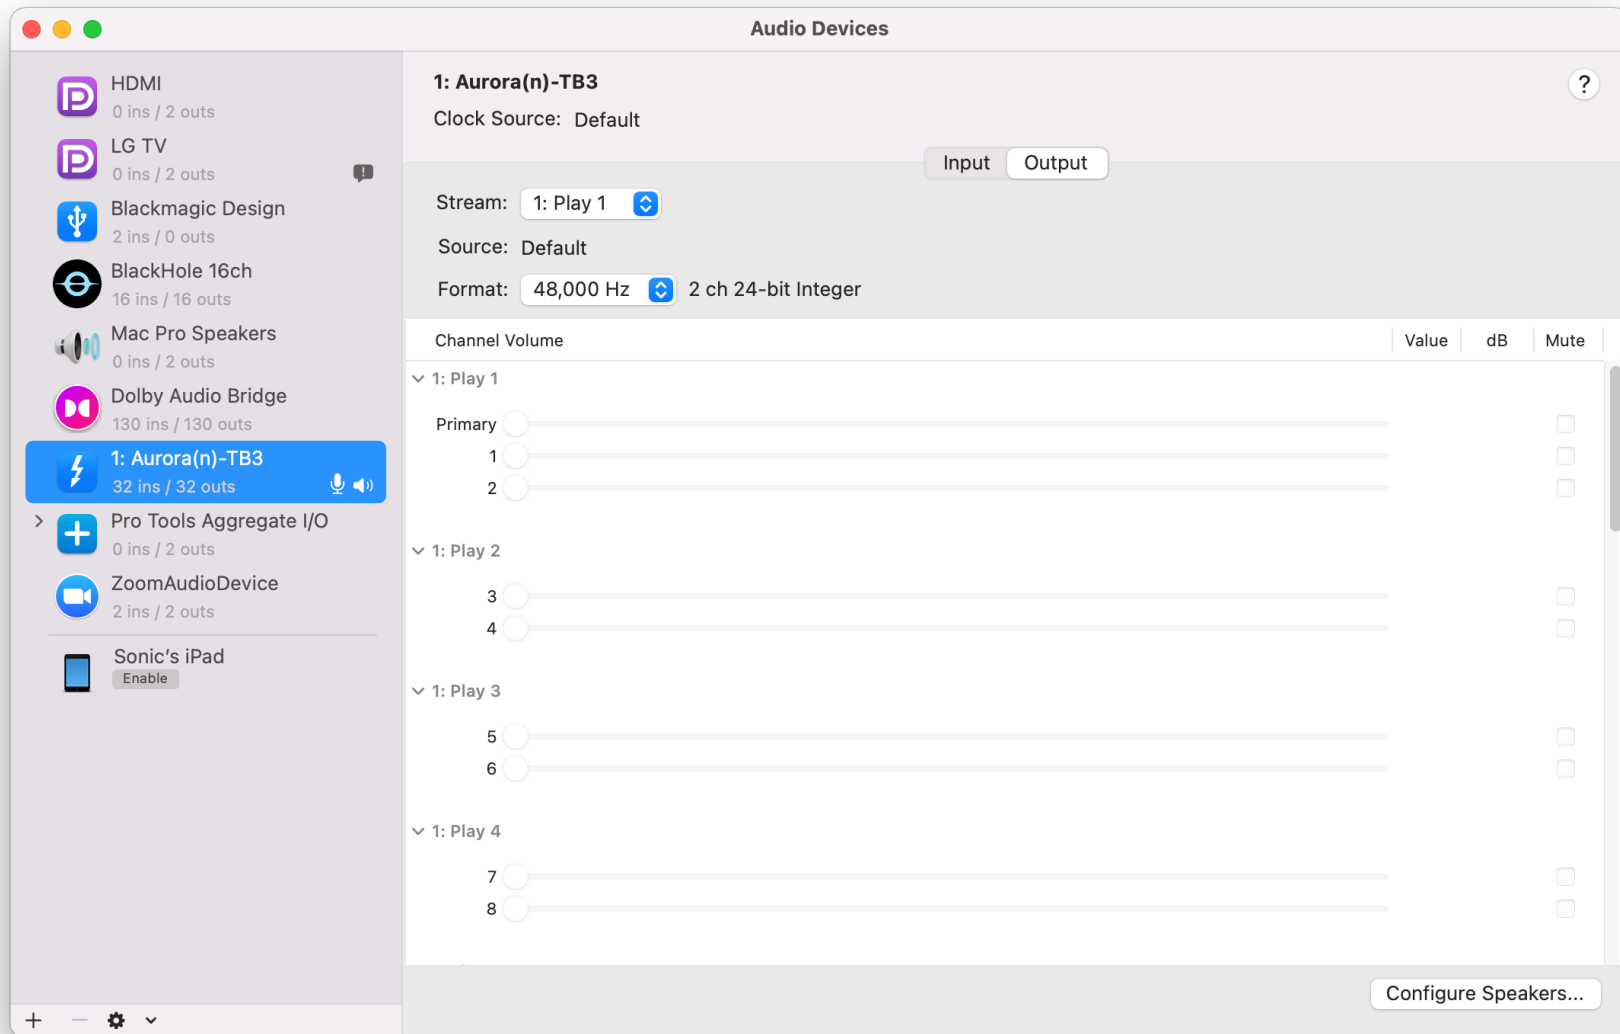 Audio Devices
HDMI
0 ins / 2 outs
LG TV
0 ins / 2 outs
Blackmagic Design
2 ins / 0 outs
BlackHole 16ch
16 ins / 16 outs
Mac Pro Speakers
0 ins / 2 outs
Dolby Audio Bridge
130 ins / 130 outs
1: Aurora(n)-TB3
32 ins / 32 outs
Pro Tools Aggregate I/O
0 ins / 2 outs
ZoomAudioDevice
2 ins / 2 outs
Sonic’s iPad
Enable
1: Aurora(n)-TB3
?
Clock Source: Default
Input Output
Stream: 1: Play 1
Source: Default
Format: 48,000 Hz 2 ch 24-bit Integer
Channel Volume Value dB Mute
1: Play 1
Primary
1
2
1: Play 2
3
4
1: Play 3
5
6
1: Play 4
7
8
Configure Speakers...